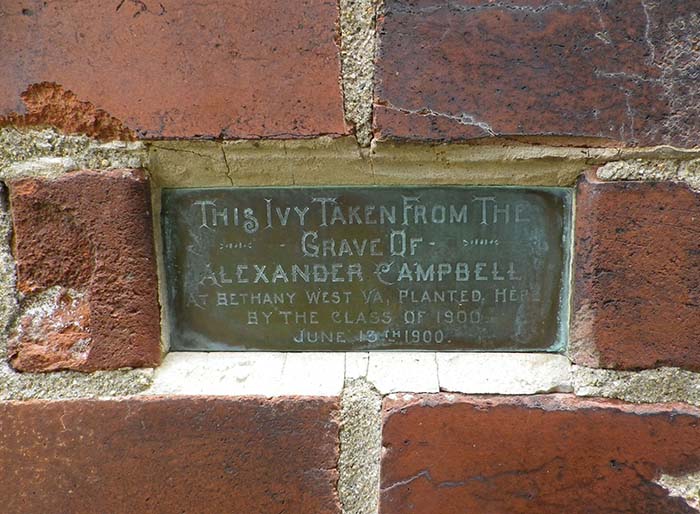 This Ivy Taken From The
Grave Of
Alexander Campbell
At Bethany West Va, Planted Here
By The Class Of 1900.
June 13th 1900.